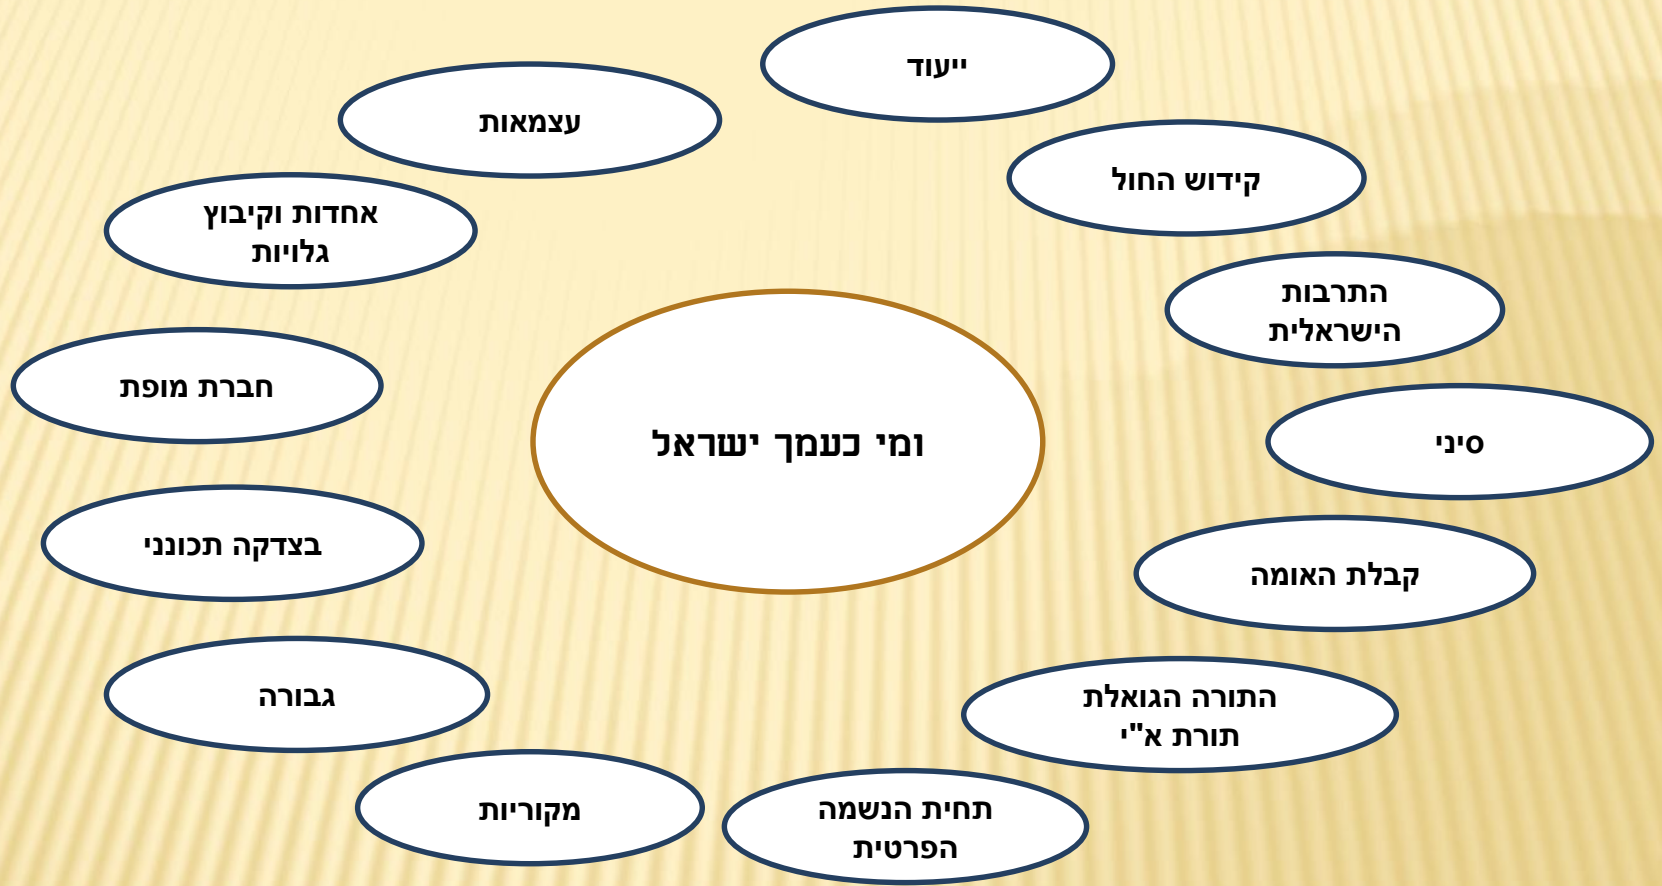 ייעוד
עצמאות
קידוש החול
אחדות וקיבוץ
גלויות
התרבות
הישראלית
חברת מופת
ומי כעמך ישראל
סיני
בצדקה תכונני
קבלת האומה
גבורה
התורה הגואלת
תורת א"י
מקוריות
תחית הנשמה
הפרטית